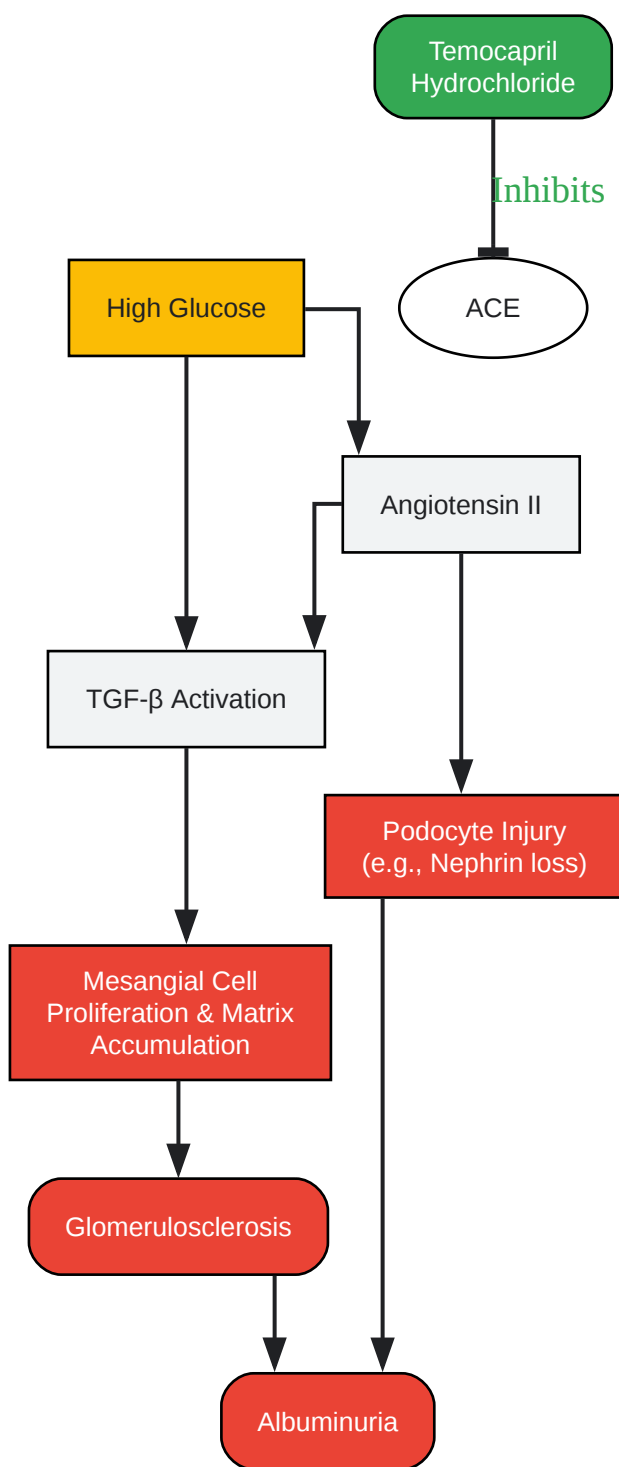 Temocapril
Hydrochloride
Inhibits
High Glucose
ACE
Angiotensin II
TGF-β Activation
Podocyte Injury
(e.g., Nephrin loss)
Mesangial Cell
Proliferation & Matrix
Accumulation
Glomerulosclerosis
Albuminuria